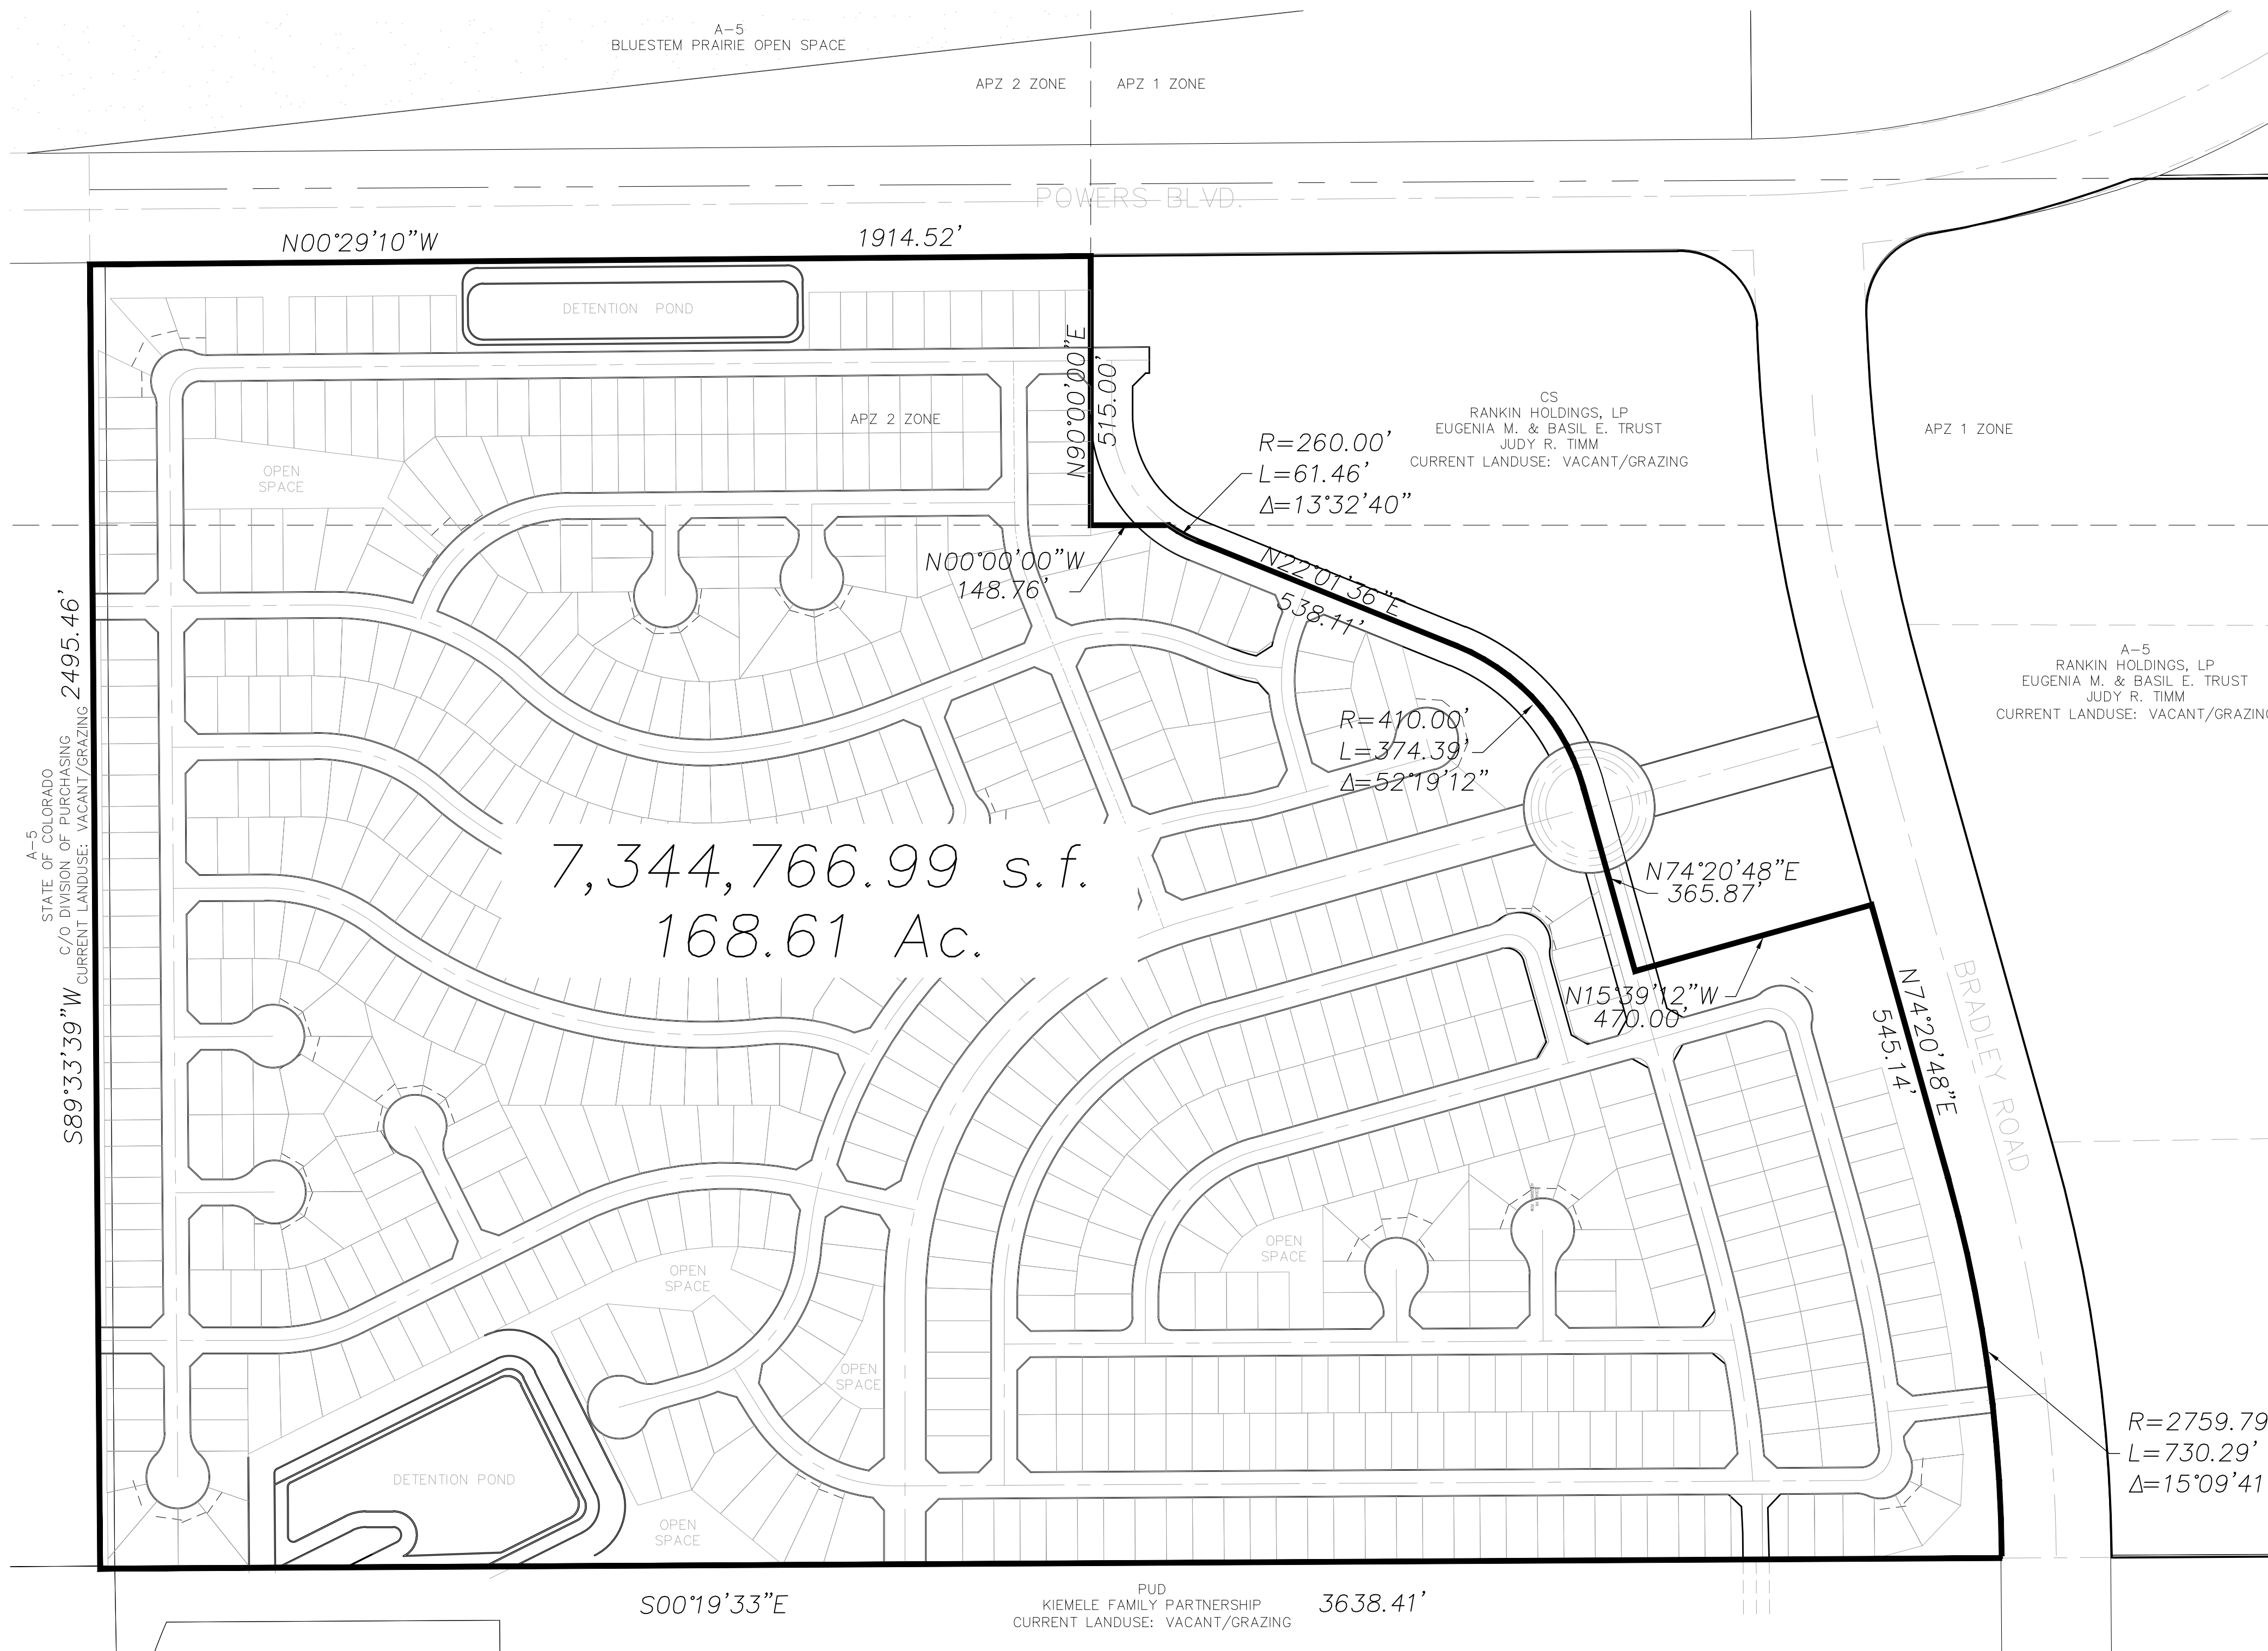 A-5
BLUESTEM PRAIRIE OPEN SPACE
APZ 2 ZONE
APZ 1 ZONE
POWERS BLVD.
N00°29'10"W
1914.52'
DETENTION POND
N90°00'00"E
515.00'
APZ 2 ZONE
OPEN
SPACE
R=260.00'
L=61.46'
Δ=13°32'40"
CS
RANKIN HOLDINGS, LP
EUGENIA M. & BASIL E. TRUST
JUDY R. TIMM
CURRENT LANDUSE: VACANT/GRAZING
APZ 1 ZONE
N00°00'00"W
148.76'
N22°01'36"E
538.11'
A-5
RANKIN HOLDINGS, LP
EUGENIA M. & BASIL E. TRUST
JUDY R. TIMM
CURRENT LANDUSE: VACANT/GRAZING
R=410.00'
L=374.39'
Δ=52°19'12"
A-5
STATE OF COLORADO
C/O DIVISION OF PURCHASING
CURRENT LANDUSE: VACANT/GRAZING
S89°33'39"W
2495.46'
7,344,766.99 s.f.
168.61 Ac.
N74°20'48"E
365.87'
N15°39'12"W
470.00'
N74°20'48"E
545.14'
BRADLEY ROAD
OPEN
SPACE
OPEN
SPACE
OPEN
SPACE
R=2759.79
L=730.29'
Δ=15°09'41
DETENTION POND
OPEN
SPACE
S00°19'33"E
PUD
KIEMELE FAMILY PARTNERSHIP
CURRENT LANDUSE: VACANT/GRAZING
3638.41'